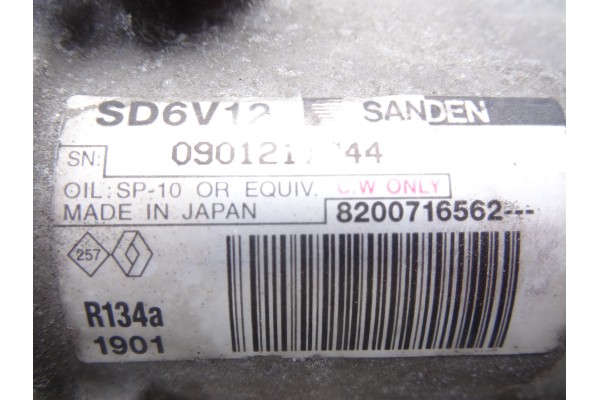 SD6V12 SANDEN
SN:
OIL: SP-10 OR EQUIV. C.W ONLY
MADE IN JAPAN 8200716562---
257
R134a
1901